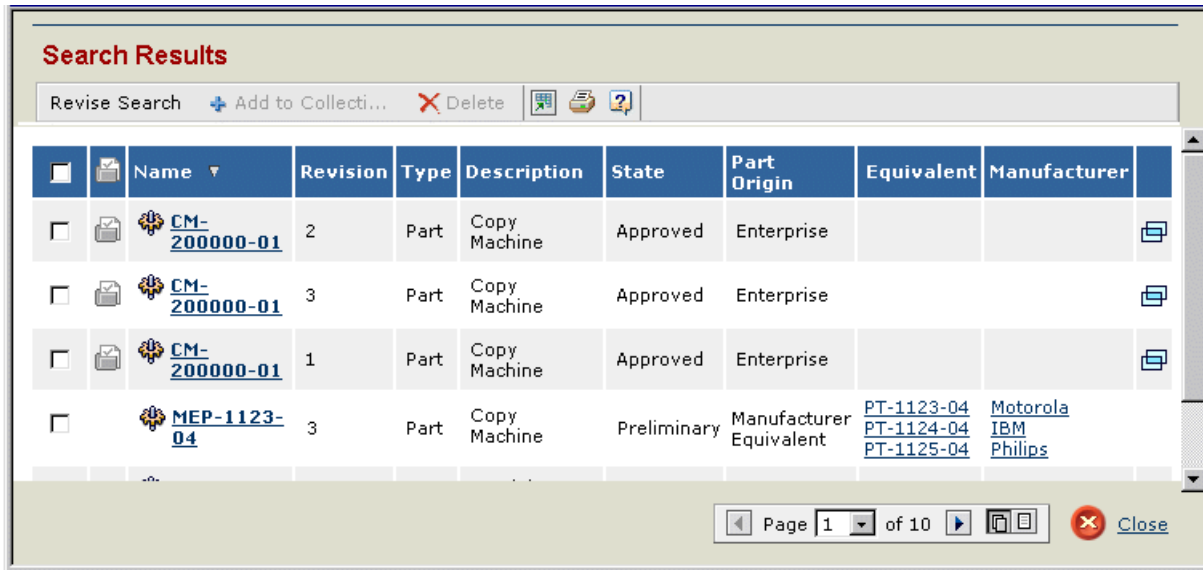 Search Results
Revise Search Add to Collecti... Delete
Name Revision Type Description State Part Origin Equivalent Manufacturer
CM-200000-01 2 Part Copy Machine Approved Enterprise
CM-200000-01 3 Part Copy Machine Approved Enterprise
CM-200000-01 1 Part Copy Machine Approved Enterprise
MEP-1123-04 3 Part Copy Machine Preliminary Manufacturer Equivalent PT-1123-04 PT-1124-04 PT-1125-04 Motorola IBM Philips
Page 1 of 10 Close